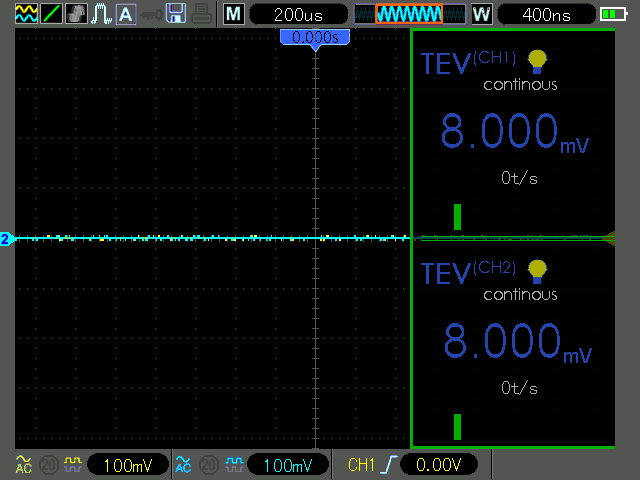 A M 200us W 400ns
0.000s
TEV(CH1)
continous
8.000mV
0t/s
2
TEV(CH2)
continous
8.000mV
0t/s
AC 20 100mV AC 20 100mV CH1 0.00V